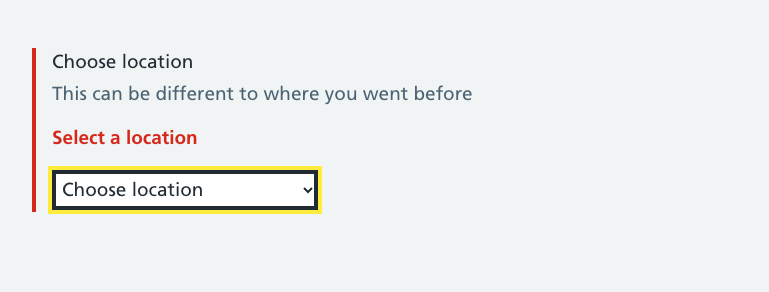 Choose location
This can be different to where you went before
Select a location
Choose location